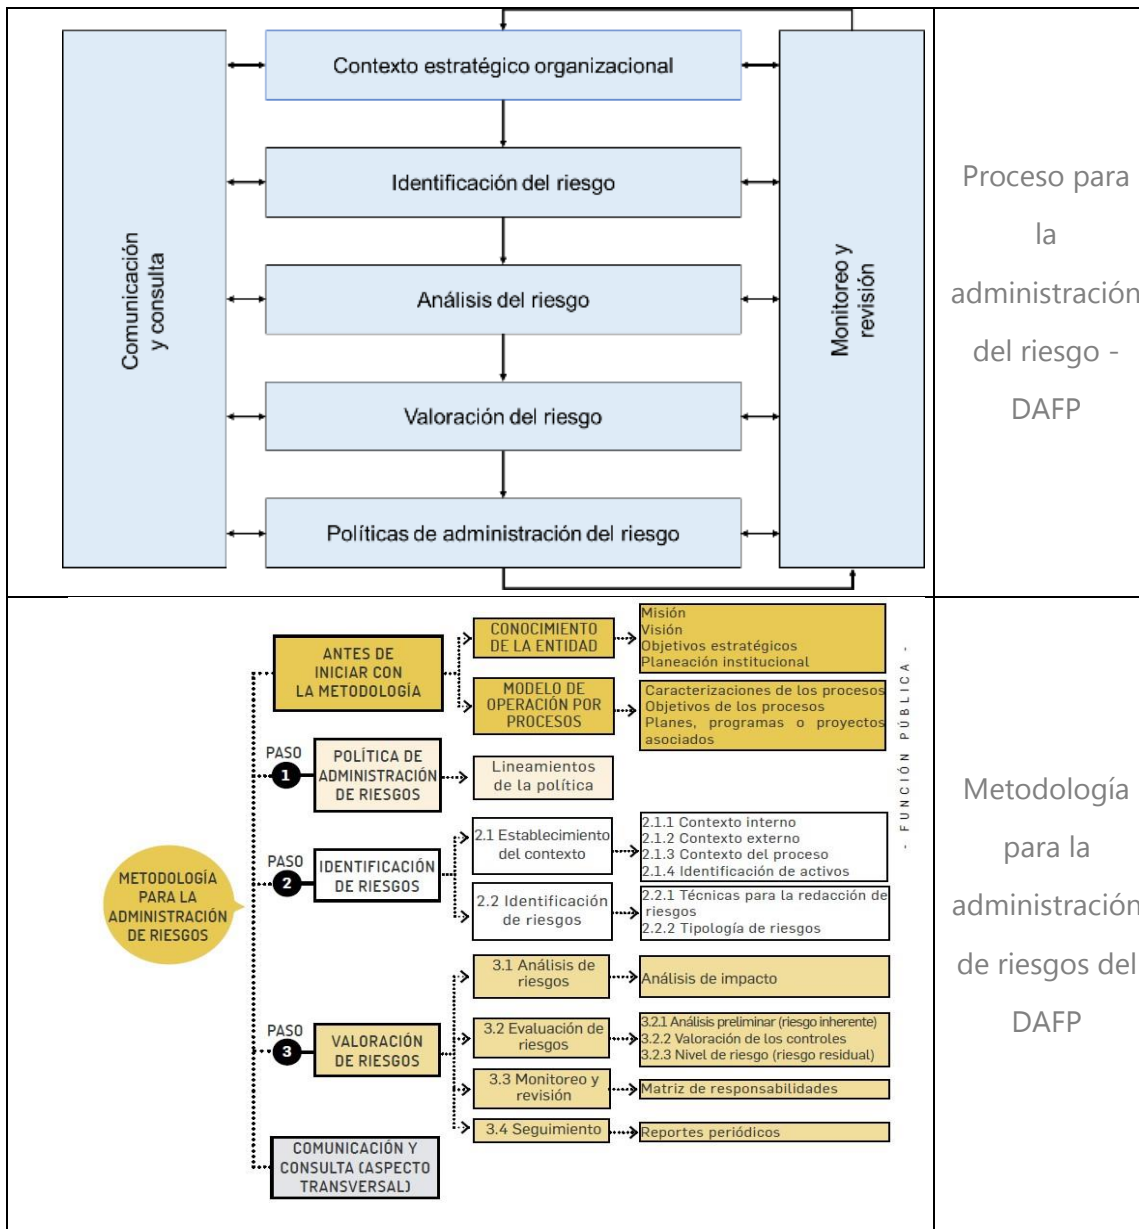 Contexto estratégico organizacional
Identificación del riesgo
Análisis del riesgo
Valoración del riesgo
Políticas de administración del riesgo
Comunicación
y consulta
Monitoreo y
revisión
Proceso para
la
administración
del riesgo -
DAFP
METODOLOGÍA
PARA LA
ADMINISTRACIÓN
DE RIESGOS
ANTES DE
INICIAR CON
LA METODOLOGÍA
CONOCIMIENTO
DE LA ENTIDAD
Misión
Visión
Objetivos estratégicos
Planeación institucional
MODELO DE
OPERACIÓN POR
PROCESOS
Caracterizaciones de los procesos
Objetivos de los procesos
Planes, programas o proyectos
asociados
PASO
1
POLÍTICA DE
ADMINISTRACIÓN
DE RIESGOS
Lineamientos
de la política
PASO
2
IDENTIFICACIÓN
DE RIESGOS
2.1 Establecimiento
del contexto
2.1.1 Contexto interno
2.1.2 Contexto externo
2.1.3 Contexto del proceso
2.1.4 Identificación de activos
2.2 Identificación
de riesgos
2.2.1 Técnicas para la redacción de
riesgos
2.2.2 Tipología de riesgos
PASO
3
VALORACIÓN
DE RIESGOS
3.1 Análisis de
riesgos
Análisis de impacto
3.2 Evaluación de
riesgos
3.2.1 Análisis preliminar (riesgo inherente)
3.2.2 Valoración de los controles
3.2.3 Nivel de riesgo (riesgo residual)
3.3 Monitoreo y
revisión
Matriz de responsabilidades
3.4 Seguimiento
Reportes periódicos
COMUNICACIÓN Y
CONSULTA (ASPECTO
TRANSVERSAL)
- FUNCIÓN PÚBLICA -
Metodología
para la
administración
de riesgos del
DAFP